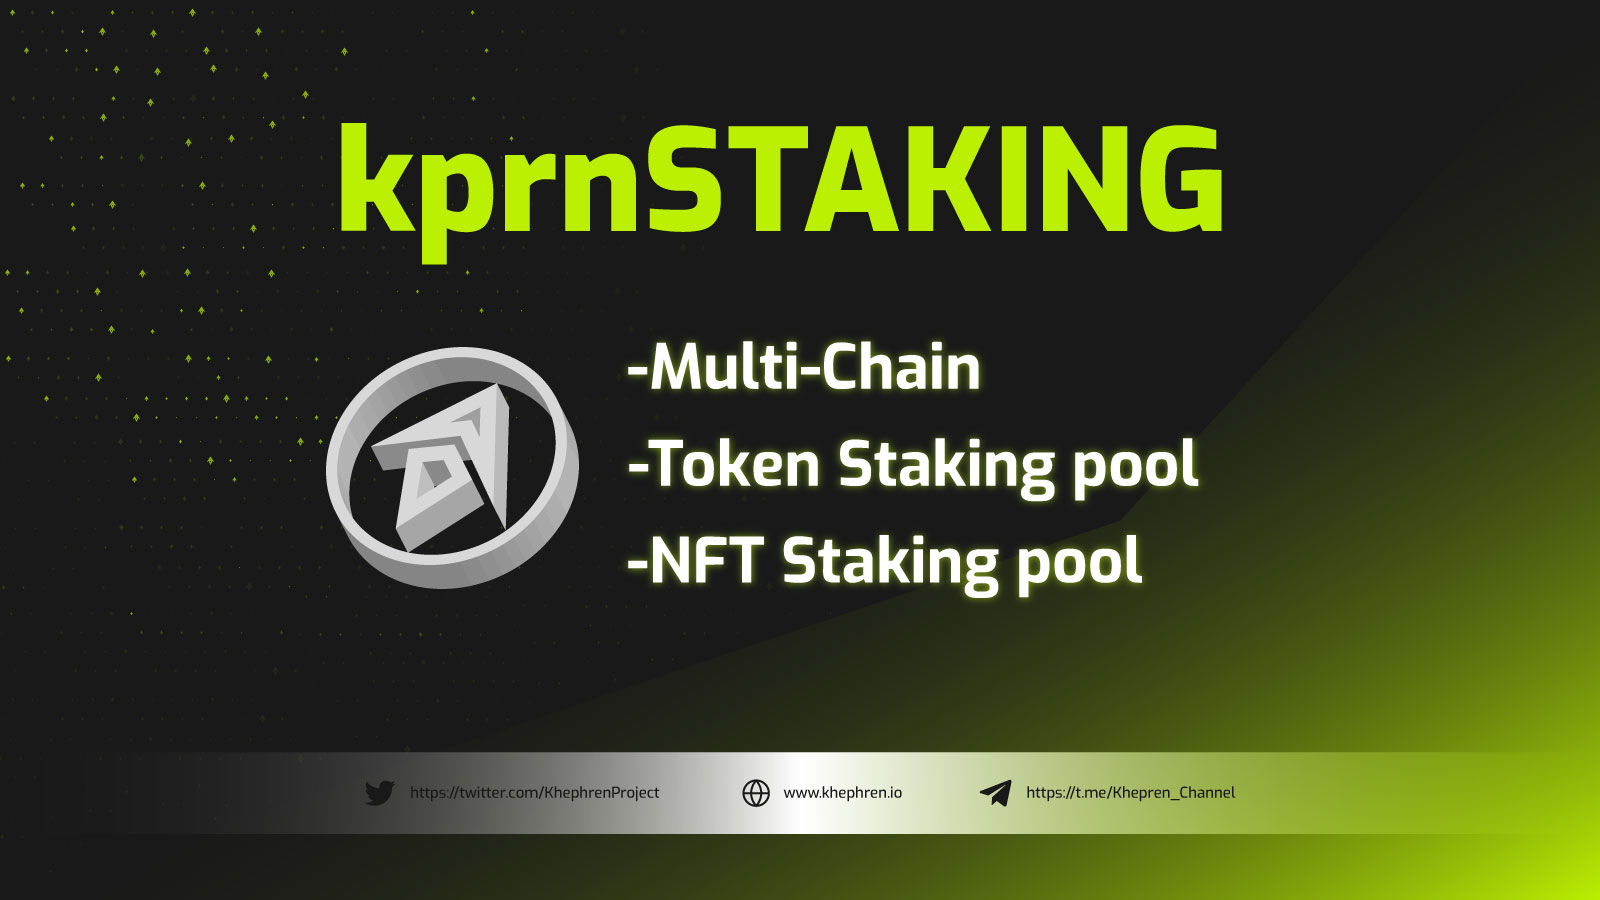 kprnSTAKING
-Multi-Chain
-Token Staking pool
-NFT Staking pool
https://twitter.com/KhephrenProject
www.khephren.io
https://t.me/Khepren_Channel